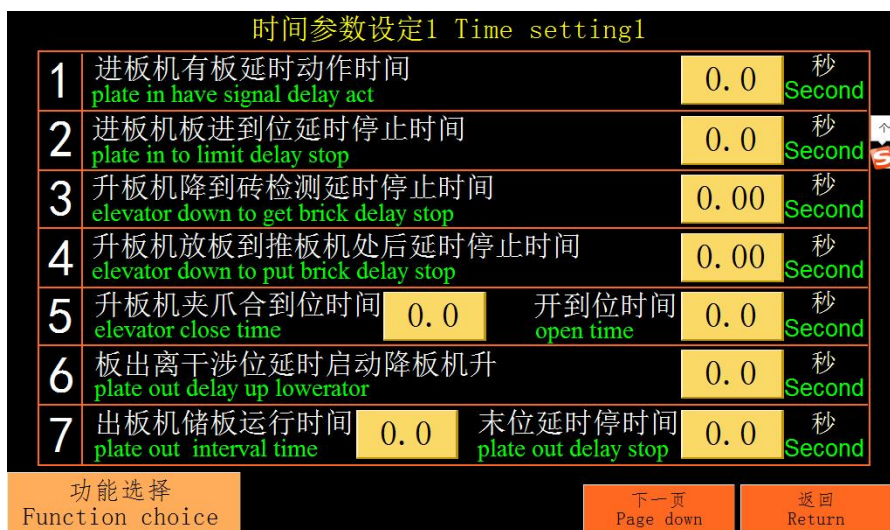 时间参数设定1 Time setting1
1 进板机有板延时动作时间 0.0 秒
plate in have signal delay act Second
2 进板机板进到位延时停止时间 0.0 秒
plate in to limit delay stop Second
3 升板机降到砖检测延时停止时间 0.00 秒
elevator down to get brick delay stop Second
4 升板机放板到推板机处后延时停止时间 0.00 秒
elevator down to put brick delay stop Second
5 升板机夹爪合到位时间 0.0 开到位时间 0.0 秒
elevator close time open time Second
6 板出离干涉位延时启动降板机升 0.0 秒
plate out delay up lowerator Second
7 出板机储板运行时间 0.0 末位延时停时间 0.0 秒
plate out interval time plate out delay stop Second
功能选择 下一页 返回
Function choice Page down Return
个
S